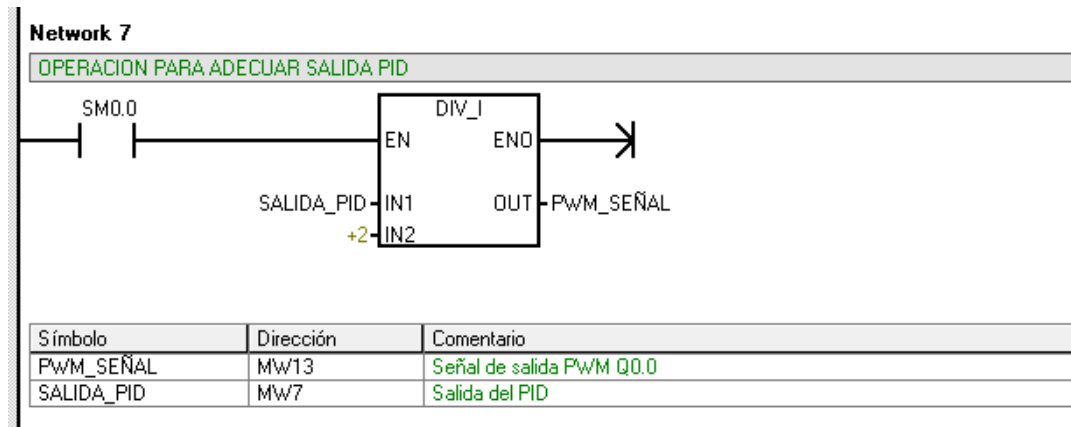 Network 7
OPERACION PARA ADECUAR SALIDA PID
SM0.0
DIV_I
EN ENO
SALIDA_PID IN1 OUT PWM_SEÑAL
+2 IN2
Símbolo Dirección Comentario
PWM_SEÑAL MW13 Señal de salida PWM Q0.0
SALIDA_PID MW7 Salida del PID